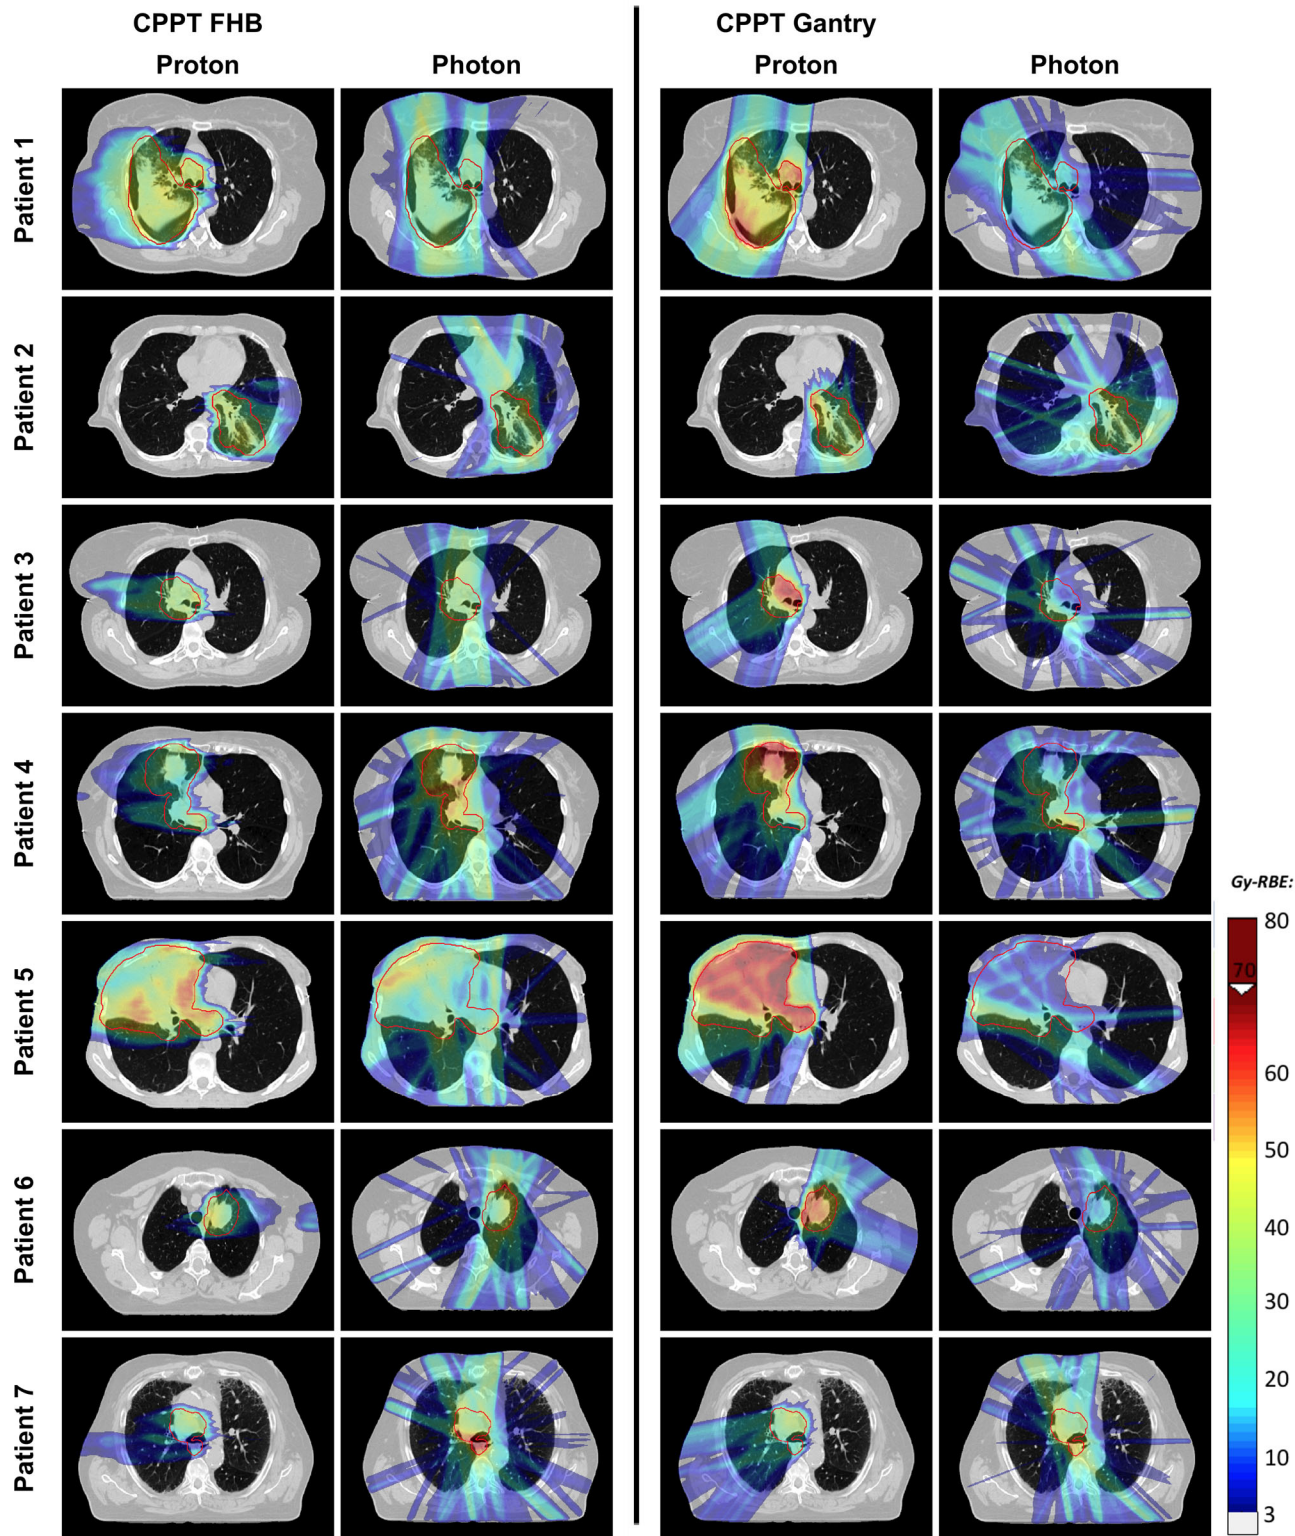 CPPT FHB
CPPT Gantry
Proton
Photon
Proton
Photon
Patient 1
Patient 2
Patient 3
Patient 4
Patient 5
Patient 6
Patient 7
Gy-RBE:
80
70
60
50
40
30
20
10
3